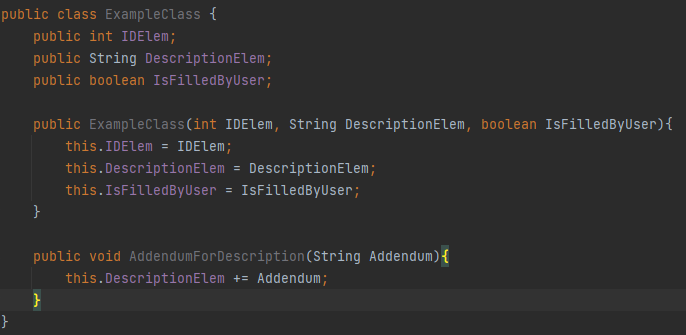 public class ExampleClass {
    public int IDElem;
    public String DescriptionElem;
    public boolean IsFilledByUser;

    public ExampleClass(int IDElem, String DescriptionElem, boolean IsFilledByUser){
        this.IDElem = IDElem;
        this.DescriptionElem = DescriptionElem;
        this.IsFilledByUser = IsFilledByUser;
    }

    public void AddendumForDescription(String Addendum){
        this.DescriptionElem += Addendum;
    }
}